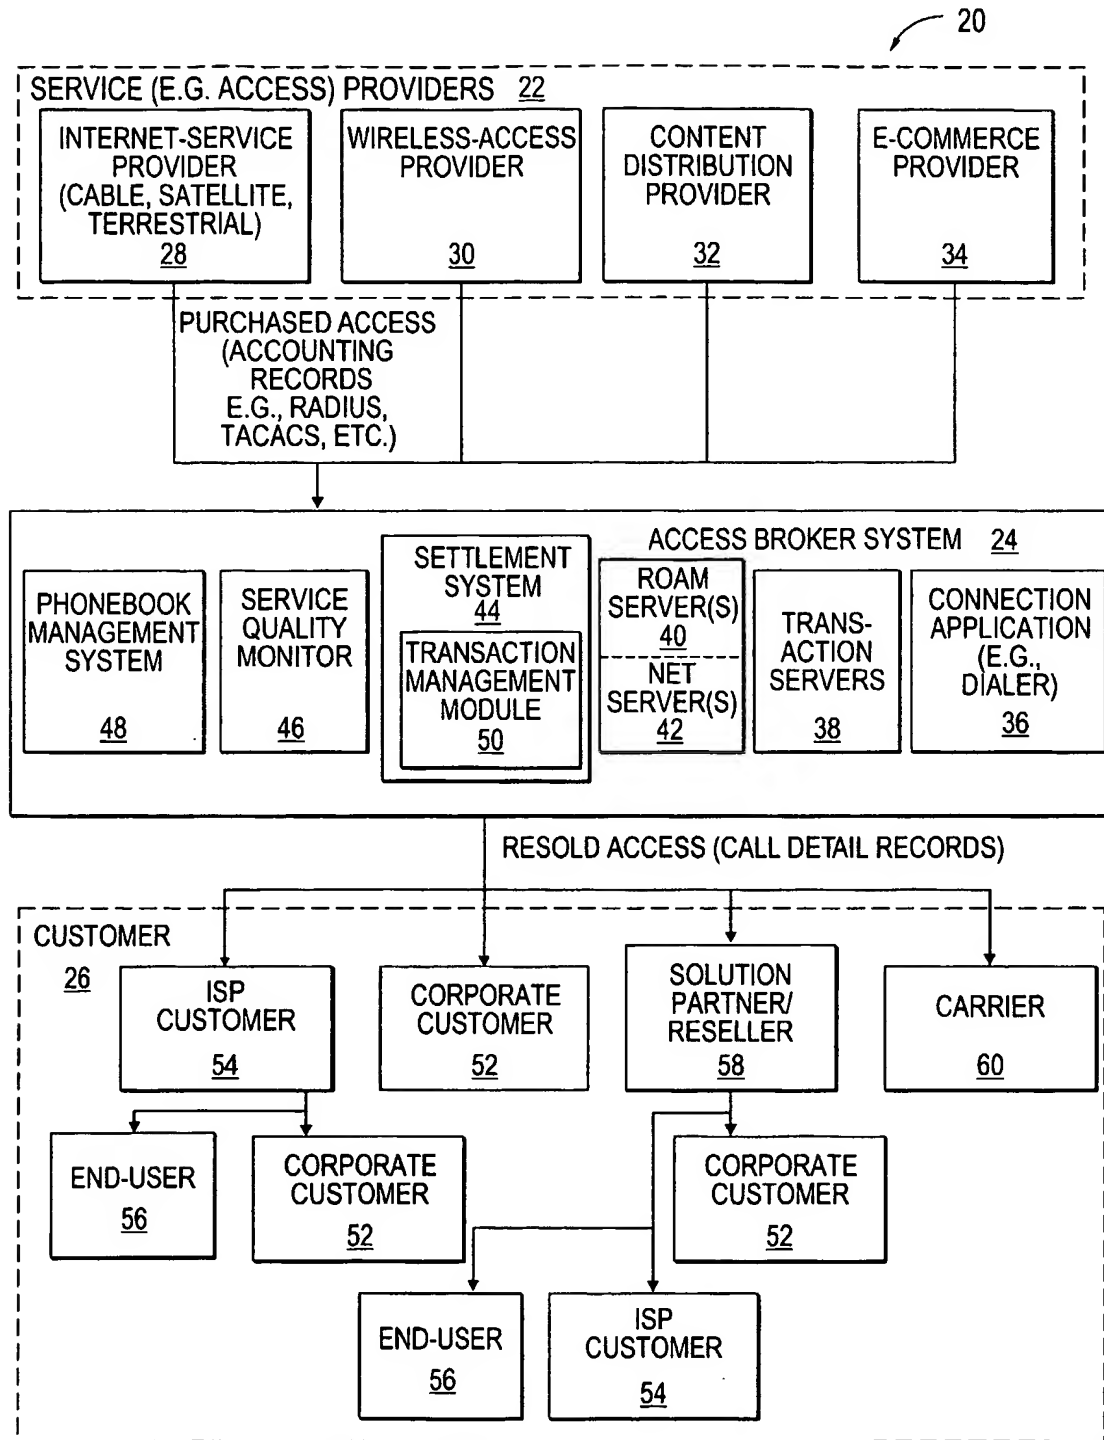 20
SERVICE (E.G. ACCESS) PROVIDERS 22
INTERNET-SERVICE
PROVIDER
(CABLE, SATELLITE,
TERRESTRIAL)
28
WIRELESS-ACCESS
PROVIDER
30
CONTENT
DISTRIBUTION
PROVIDER
32
E-COMMERCE
PROVIDER
34
PURCHASED ACCESS
(ACCOUNTING
RECORDS
E.G., RADIUS,
TACACS, ETC.)
ACCESS BROKER SYSTEM 24
PHONEBOOK
MANAGEMENT
SYSTEM
48
SERVICE
QUALITY
MONITOR
46
SETTLEMENT
SYSTEM
44
TRANSACTION
MANAGEMENT
MODULE
50
ROAM
SERVER(S)
40
NET
SERVER(S)
42
TRANS-
ACTION
SERVERS
38
CONNECTION
APPLICATION
(E.G.,
DIALER)
36
RESOLD ACCESS (CALL DETAIL RECORDS)
CUSTOMER
26
ISP
CUSTOMER
54
CORPORATE
CUSTOMER
52
SOLUTION
PARTNER/
RESELLER
58
CARRIER
60
END-USER
56
CORPORATE
CUSTOMER
52
CORPORATE
CUSTOMER
52
END-USER
56
ISP
CUSTOMER
54